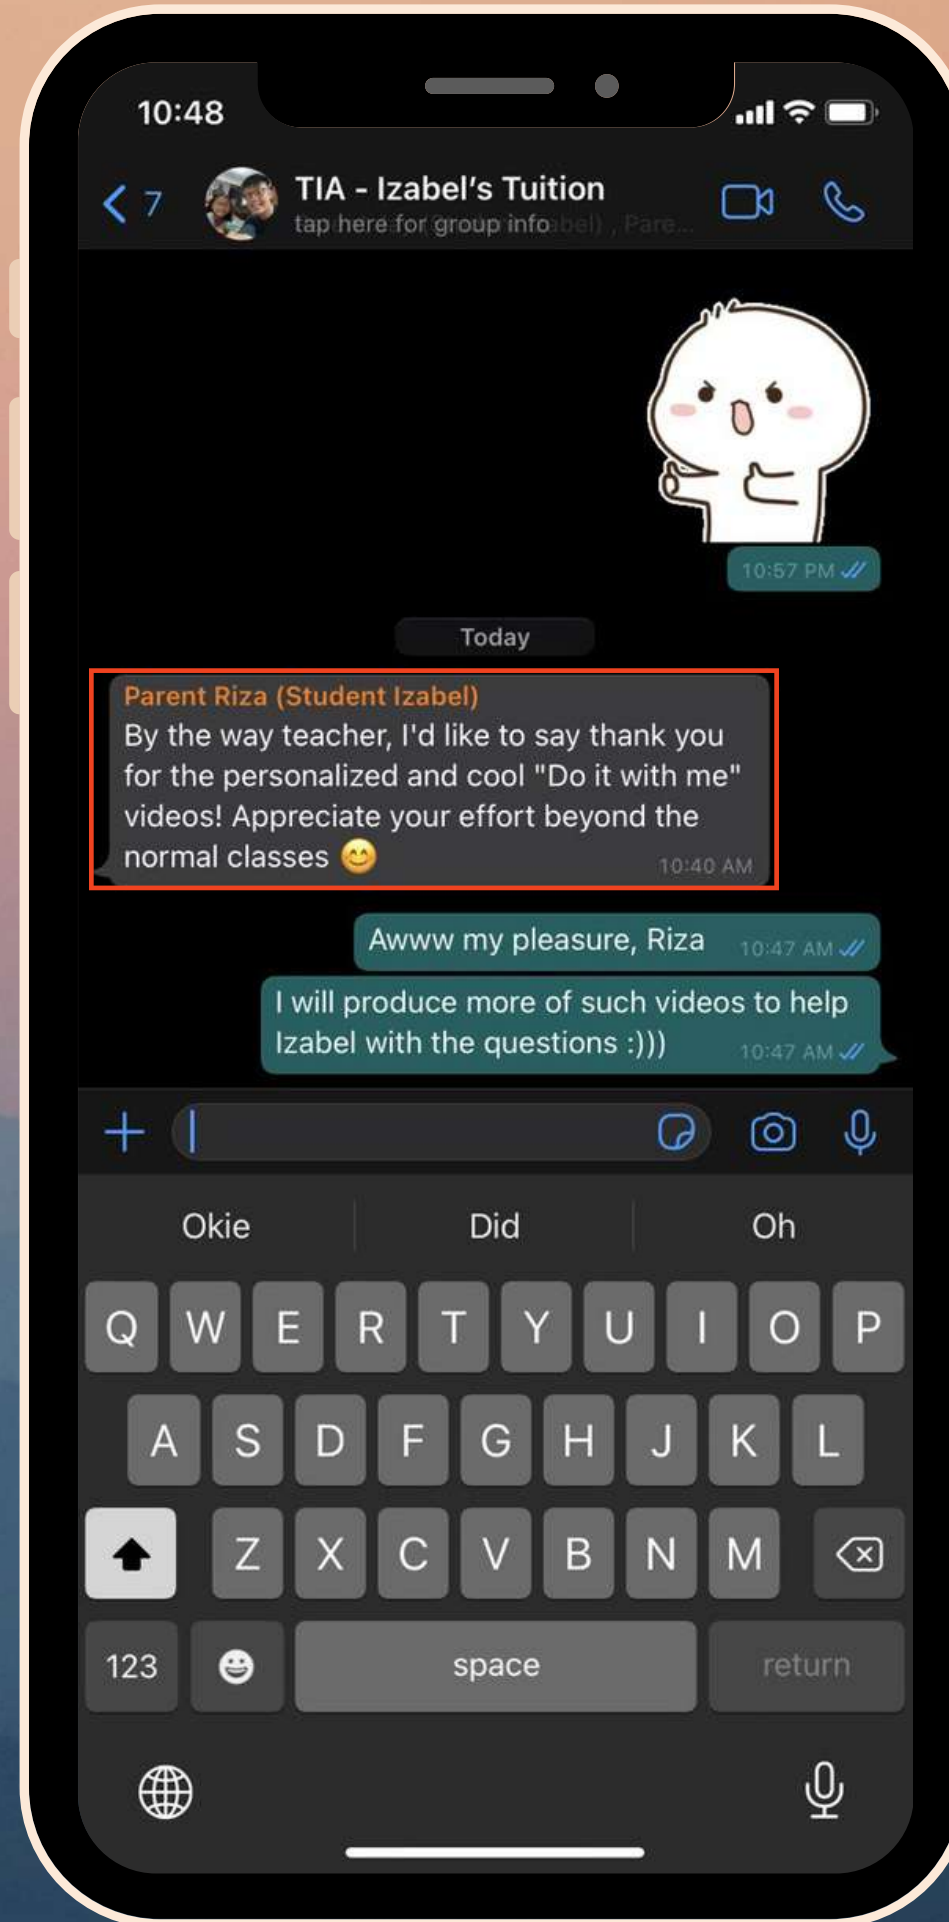 10:48
7
TIA - Izabel's Tuition
tap here for group info
10:57 PM
Today
Parent Riza (Student Izabel)
By the way teacher, I'd like to say thank you
for the personalized and cool "Do it with me"
videos! Appreciate your effort beyond the
normal classes 😊
10:40 AM
Awww my pleasure, Riza
10:47 AM
I will produce more of such videos to help
Izabel with the questions :)))
10:47 AM
Okie Did Oh
Q W E R T Y U I O P
A S D F G H J K L
Z X C V B N M
123 space return